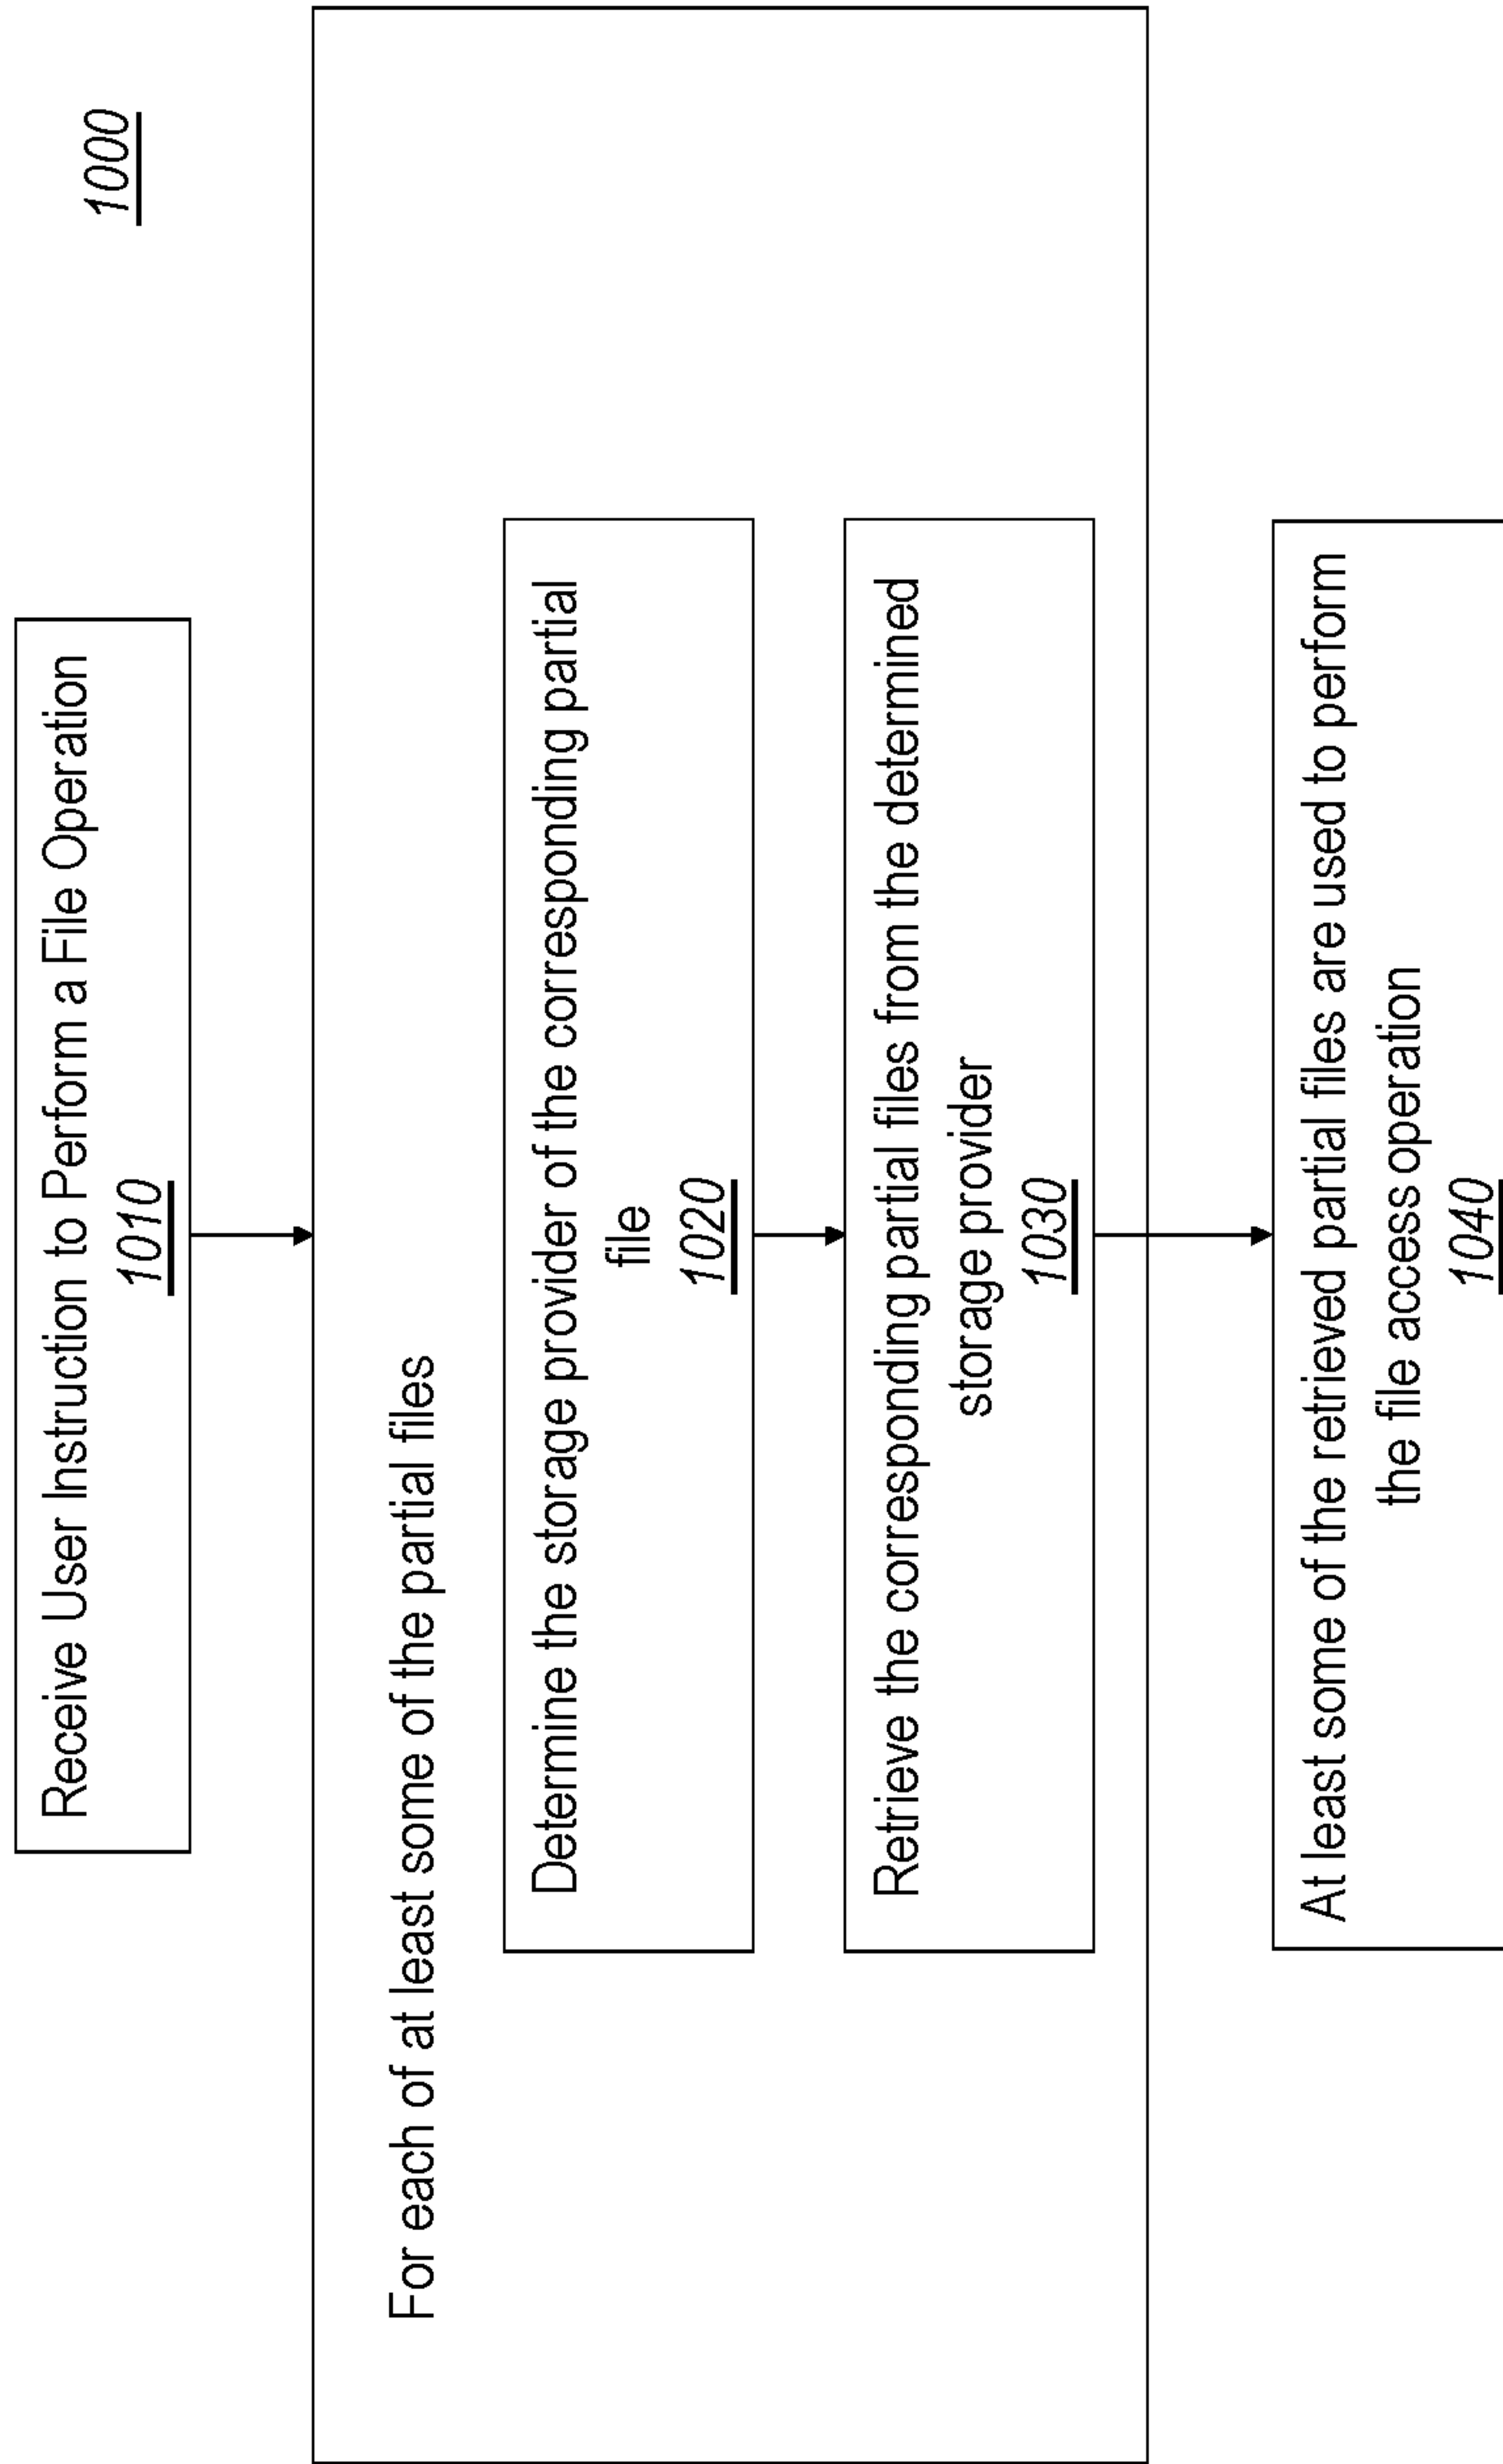 1000
Receive User Instruction to Perform a File Operation
1010
For each of at least some of the partial files
Determine the storage provider of the corresponding partial
file
1020
Retrieve the corresponding partial files from the determined
storage provider
1030
At least some of the retrieved partial files are used to perform
the file access operation
1040